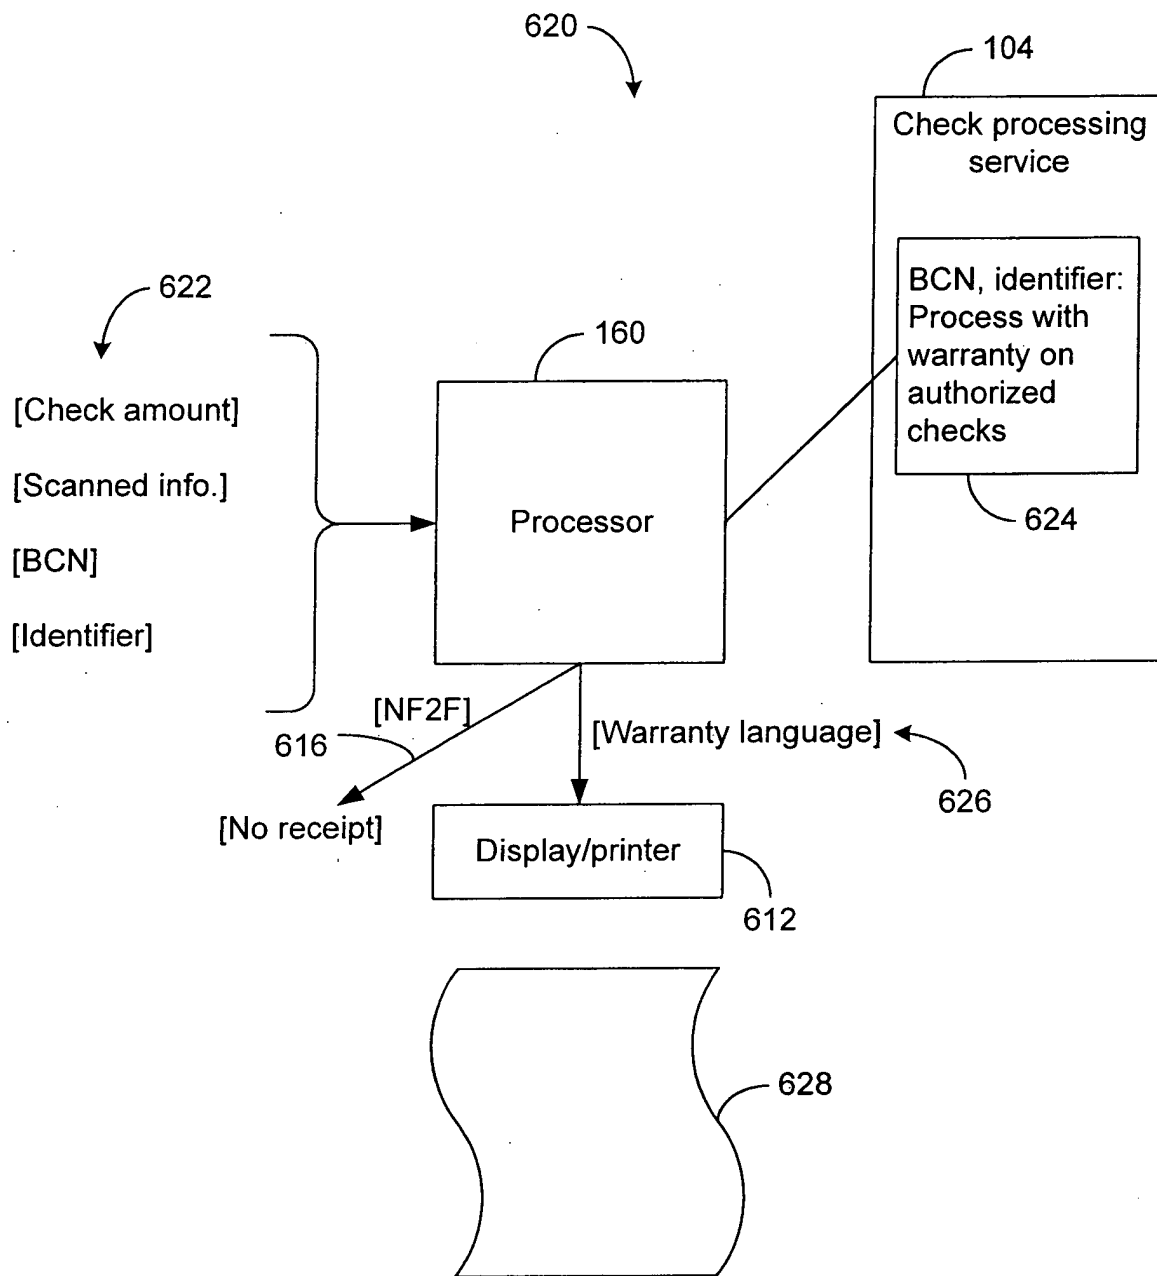 620
104
Check processing
service
622
160
BCN, identifier:
Process with
warranty on
authorized
checks
[Check amount]
[Scanned info.]
Processor
624
[BCN]
[Identifier]
[NF2F]
616
[Warranty language]
626
[No receipt]
Display/printer
612
628